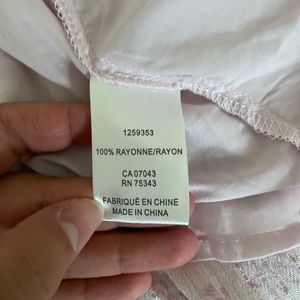 1259353
100% RAYONNE/RAYON
CA 07043
RN 75343
FABRIQUÉ EN CHINE
MADE IN CHINA